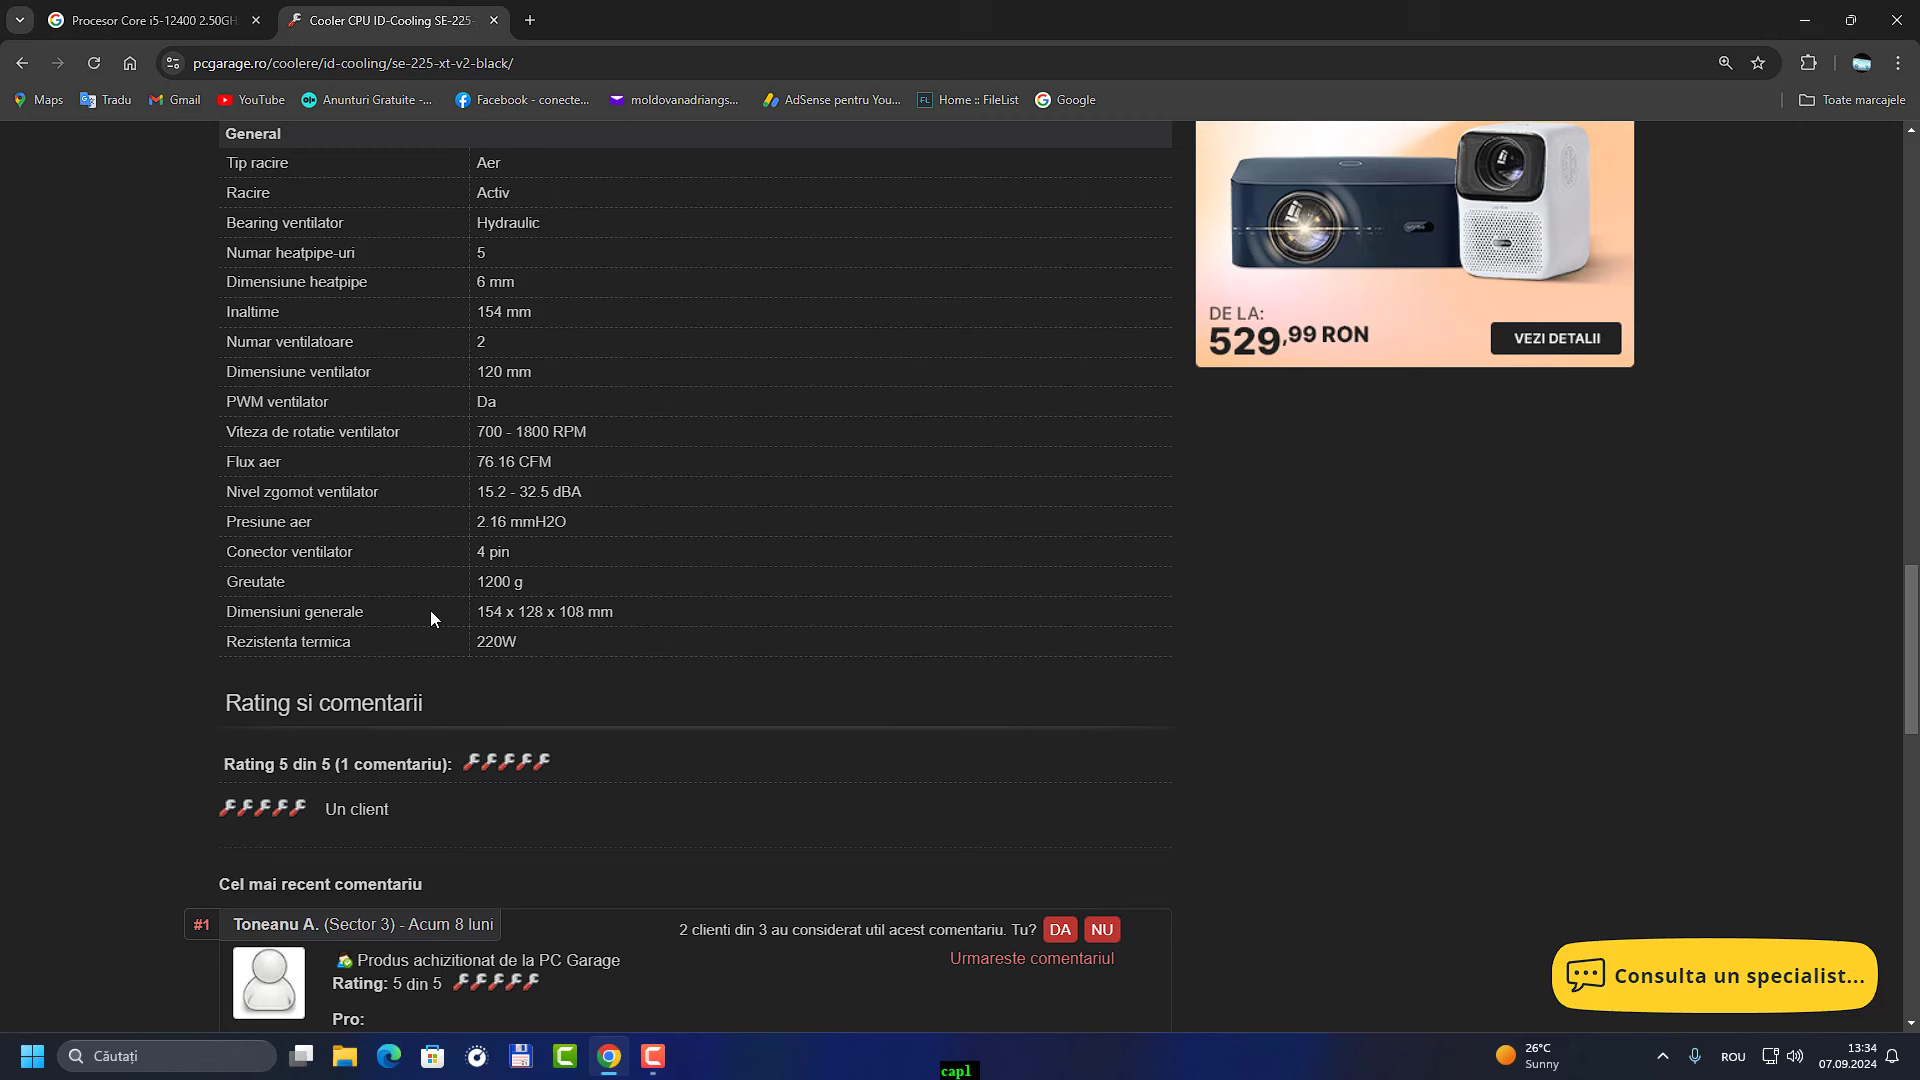 Procesor Core i5-12400 2.50GH
Cooler CPU ID-Cooling SE-225-
pcgarage.ro/coolere/id-cooling/se-225-xt-v2-black/
Maps
Tradu
Gmail
YouTube
Anunturi Gratuite -...
Facebook - conecte...
moldovanadriangs...
AdSense pentru You...
FL
Home :: FileList
Google
Toate marcajele
General
Tip racire Aer
Racire Activ
Bearing ventilator Hydraulic
Numar heatpipe-uri 5
Dimensiune heatpipe 6 mm
Inaltime 154 mm
Numar ventilatoare 2
Dimensiune ventilator 120 mm
PWM ventilator Da
Viteza de rotatie ventilator 700 - 1800 RPM
Flux aer 76.16 CFM
Nivel zgomot ventilator 15.2 - 32.5 dBA
Presiune aer 2.16 mmH2O
Conector ventilator 4 pin
Greutate 1200 g
Dimensiuni generale 154 x 128 x 108 mm
Rezistenta termica 220W
DE LA:
529,99 RON
VEZI DETALII
Rating si comentarii
Rating 5 din 5 (1 comentariu):
Un client
Cel mai recent comentariu
#1 Toneanu A. (Sector 3) - Acum 8 luni
2 clienti din 3 au considerat util acest comentariu. Tu? DA NU
Produs achizitionat de la PC Garage
Urmareste comentariul
Rating: 5 din 5
Pro:
Consulta un specialist...
Căutați
capl
26°C
Sunny
ROU
13:34
07.09.2024